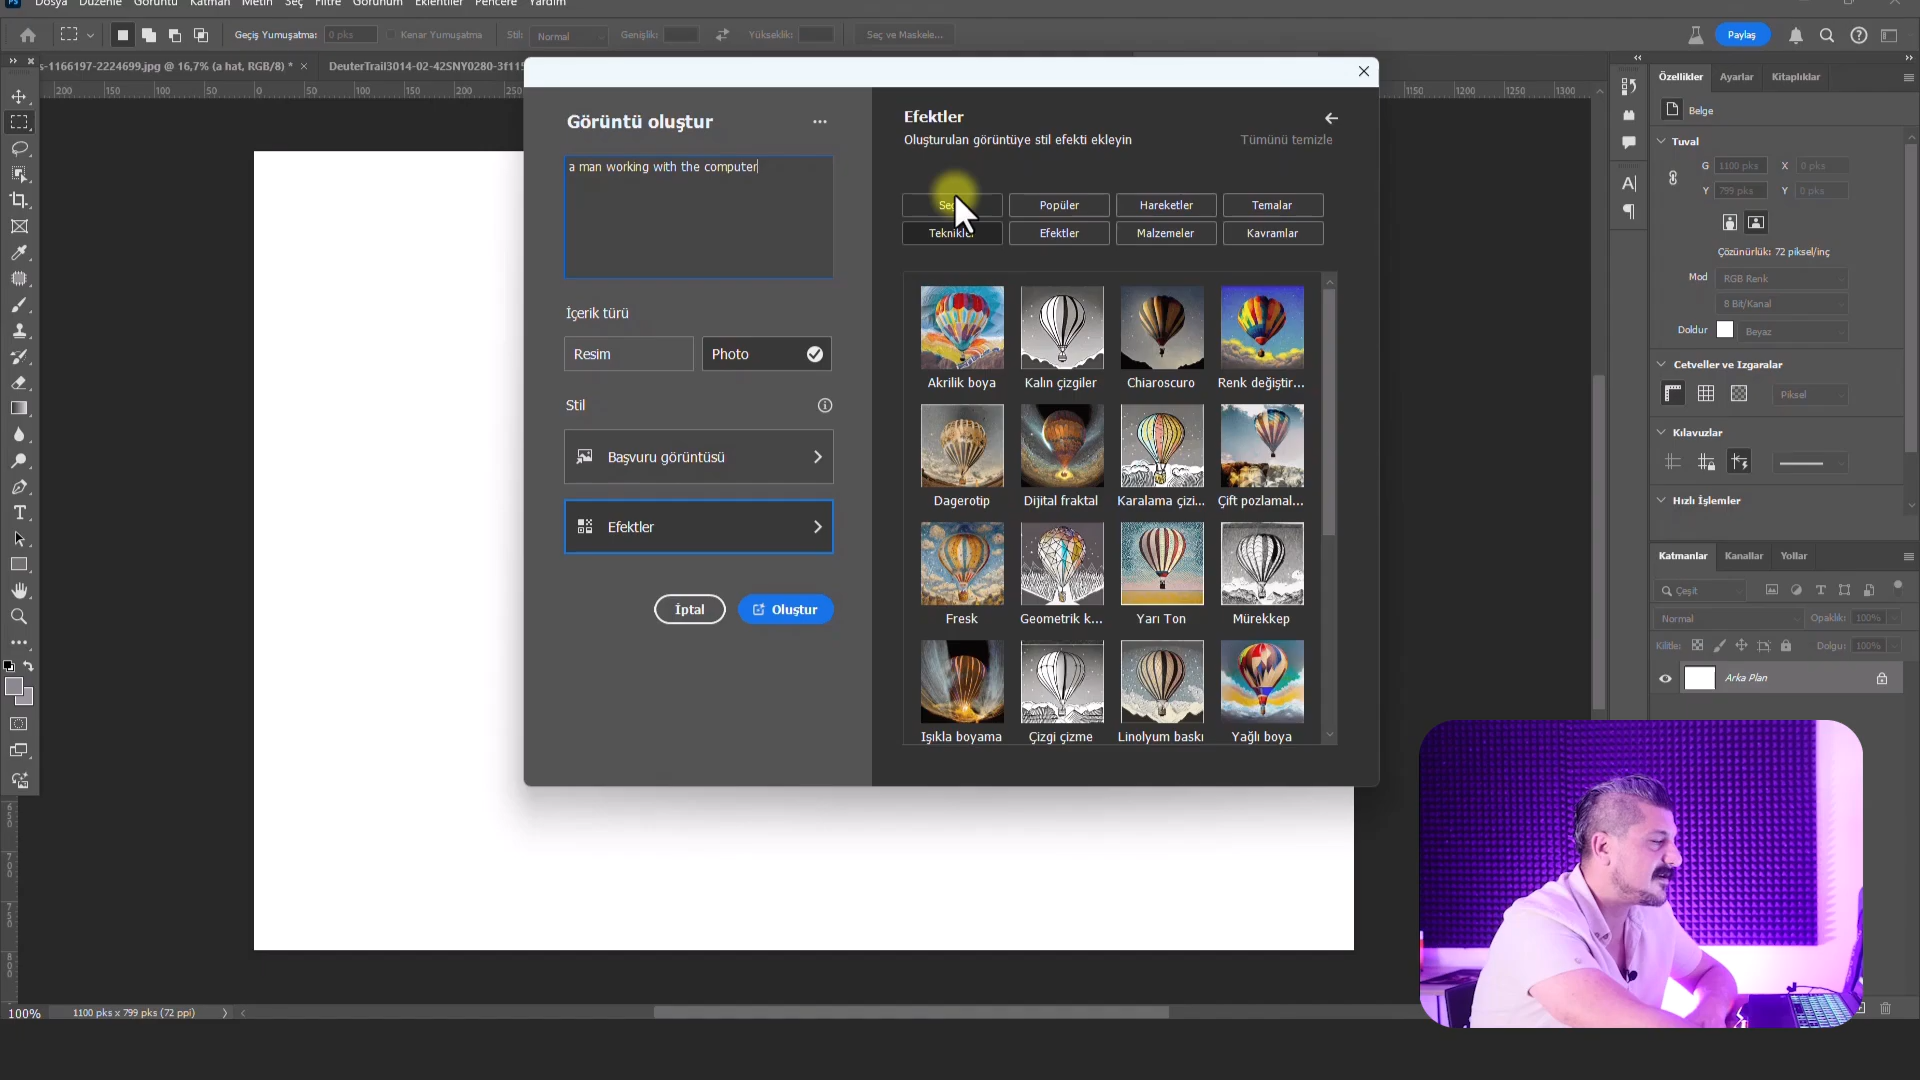 Dosya Düzenle Görüntü Katman Metin Seç Filtre Görünüm Eklentiler Pencere Yardım
Geçiş Yumuşatma: 0 pks Kenar Yumuşatma Stil: Normal Genişlik: Yükseklik: Seç ve Maskele... Paylaş
s-1166197-2224699.jpg @ 16,7% (a hat, RGB/8) * × DeuterTrail3014-02-42SNY0280-3f115
200 150 100 50 0 50 100 150 200 250 1150 1200 1250 1300
Görüntü oluştur
a man working with the computer
İçerik türü
Resim
Photo
Stil
Başvuru görüntüsü
Efektler
İptal
Oluştur
Efektler
Oluşturulan görüntüye stil efekti ekleyin
Tümünü temizle
Popüler Hareketler Temalar
Teknikler Efektler Malzemeler Kavramlar
Akrilik boya Kalın çizgiler Chiaroscuro Renk değiştir...
Dagerotip Dijital fraktal Karalama çizi... Çift pozlamal...
Fresk Geometrik k... Yarı Ton Mürekkep
Işıkla boyama Çizgi çizme Linolyum baskı Yağlı boya
Özellikler Ayarlar Kitaplıklar
Belge
Tuval
G 1100 pks X 0 pks
Y 799 pks Y 0 pks
Çözünürlük: 72 piksel/inç
Mod RGB Renk
8 Bit/Kanal
Doldur Beyaz
Cetveller ve Izgaralar
Piksel
Kılavuzlar
Hızlı İşlemler
Katmanlar Kanallar Yollar
Çeşit
Normal Opaklık: 100%
Kilitle: Dolgu: 100%
Arka Plan
100% 1100 pks x 799 pks (72 ppi)